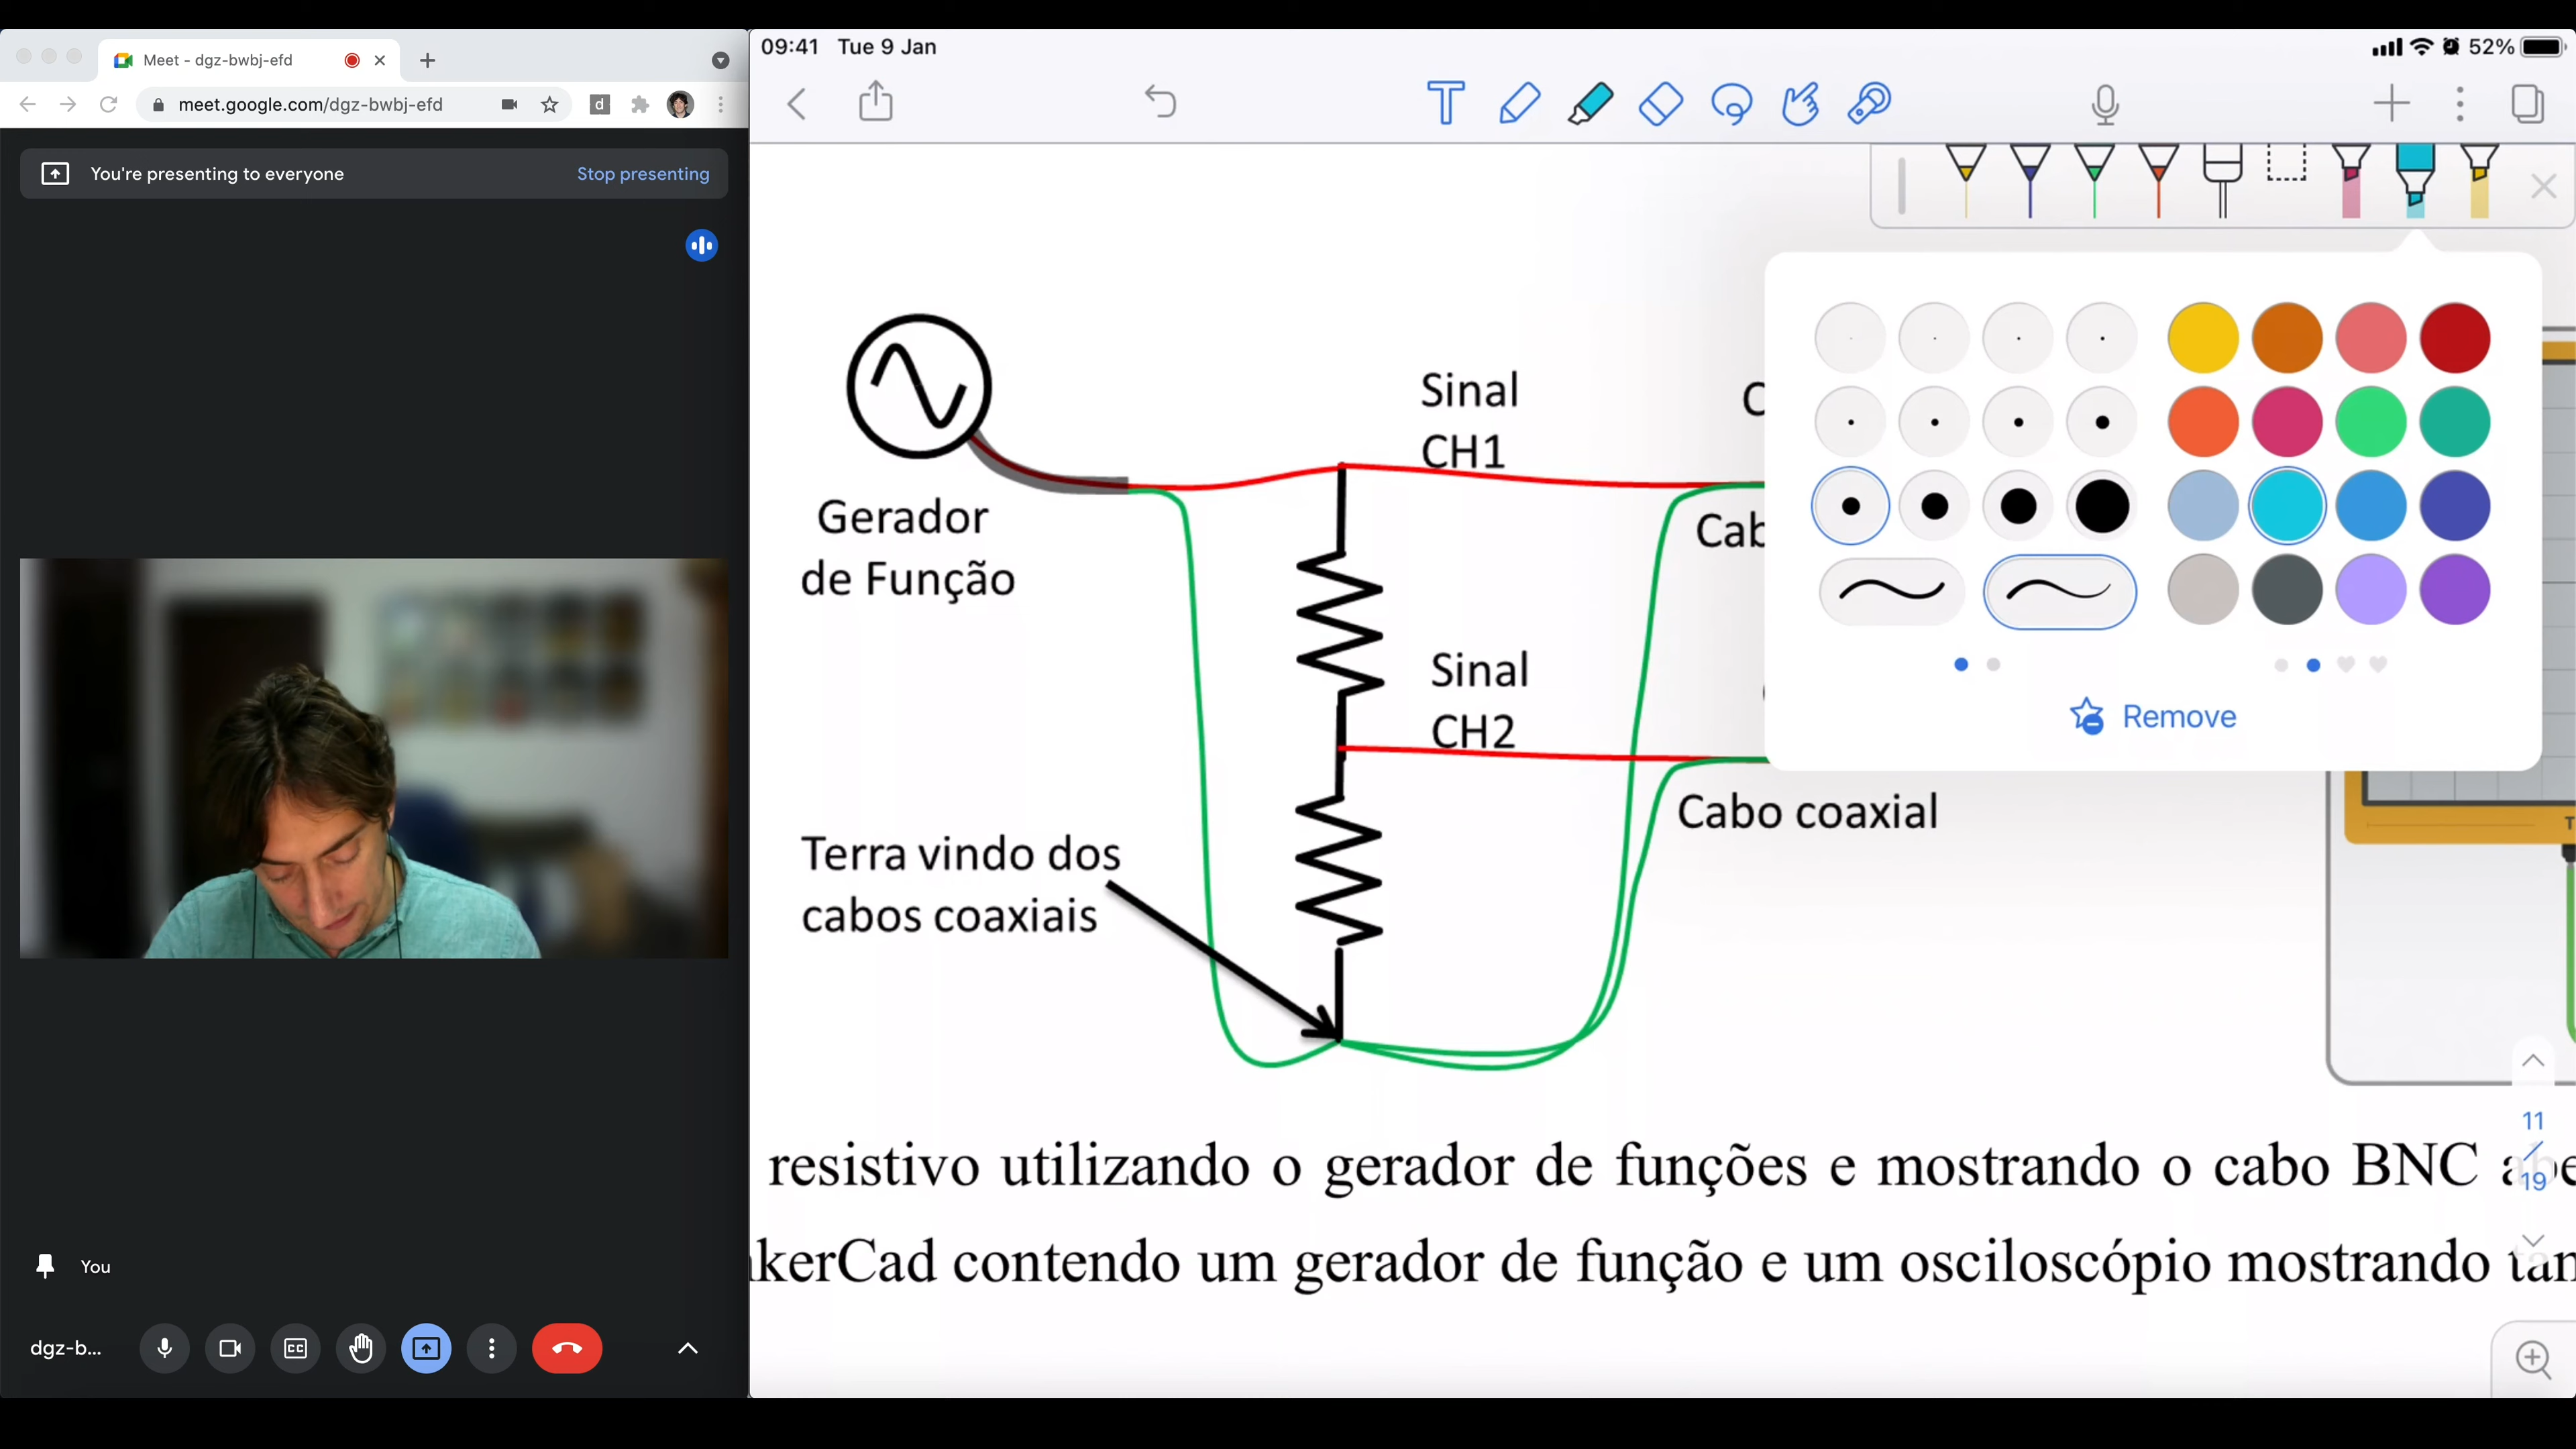 Meet - dgz-bwbj-efd
meet.google.com/dgz-bwbj-efd
You're presenting to everyone
Stop presenting
You
dgz-b...
CC
09:41 Tue 9 Jan
52%
T
Remove
Sinal
CH1
C
Gerador
de Função
Cab
Sinal
CH2
Cabo coaxial
T
Terra vindo dos
cabos coaxiais
11
19
resistivo utilizando o gerador de funções e mostrando o cabo BNC abe
kerCad contendo um gerador de função e um osciloscópio mostrando tan